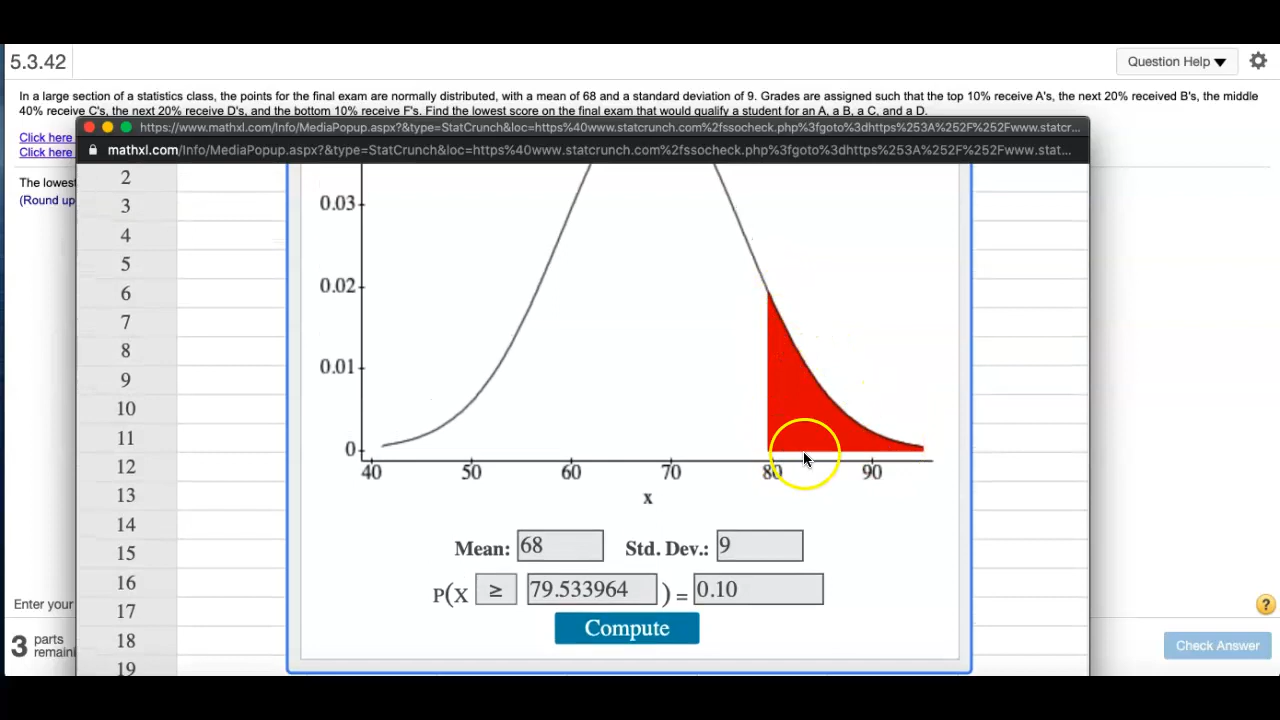 5.3.42
Question Help ▼
In a large section of a statistics class, the points for the final exam are normally distributed, with a mean of 68 and a standard deviation of 9. Grades are assigned such that the top 10% receive A's, the next 20% received B's, the middle
40% receive C's, the next 20% receive D's, and the bottom 10% receive F's. Find the lowest score on the final exam that would qualify a student for an A, a B, a C, and a D.
Click here
Click here
The lowest
(Round up
https://www.mathxl.com/Info/MediaPopup.aspx?&type=StatCrunch&loc=https%40www.statcrunch.com%2fssocheck.php%3fgoto%3dhttps%253A%252F%252Fwww.statcr...
mathxl.com/Info/MediaPopup.aspx?&type=StatCrunch&loc=https%40www.statcrunch.com%2fssocheck.php%3fgoto%3dhttps%253A%252F%252Fwww.stat...
2
3
4
5
6
7
8
9
10
11
12
13
14
15
16
17
18
19
0.03
0.02
0.01
0
40 50 60 70 80 90
x
Mean: 68 Std. Dev.: 9
P(X ≥ 79.533964 ) = 0.10
Compute
Enter your
3 parts
remaini
?
Check Answer